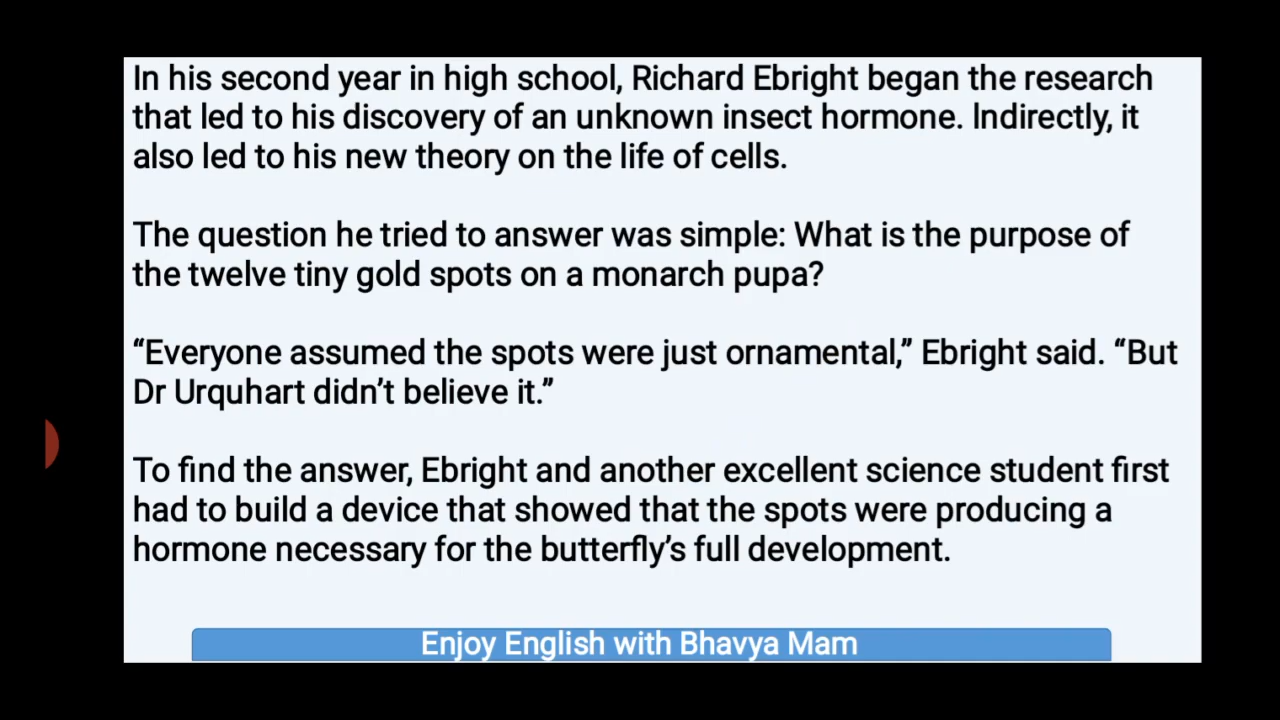 In his second year in high school, Richard Ebright began the research
that led to his discovery of an unknown insect hormone. Indirectly, it
also led to his new theory on the life of cells.
The question he tried to answer was simple: What is the purpose of
the twelve tiny gold spots on a monarch pupa?
“Everyone assumed the spots were just ornamental,” Ebright said. “But
Dr Urquhart didn’t believe it.”
To find the answer, Ebright and another excellent science student first
had to build a device that showed that the spots were producing a
hormone necessary for the butterfly’s full development.
Enjoy English with Bhavya Mam